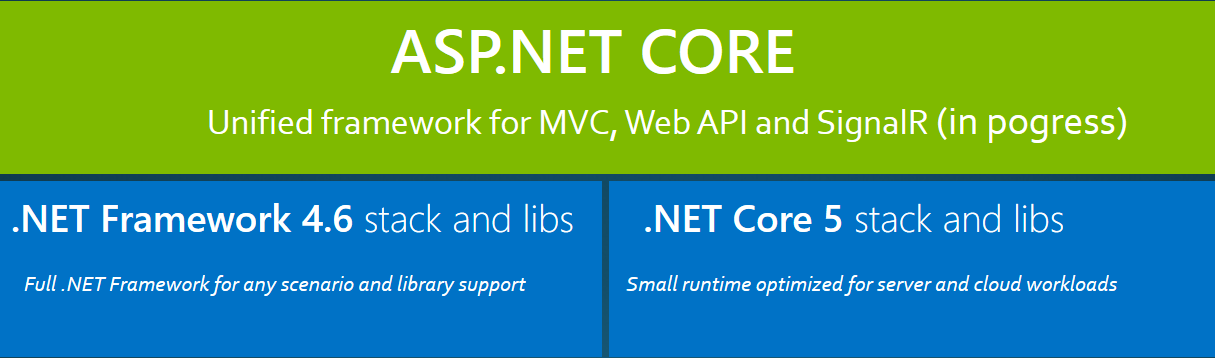 ASP.NET CORE
Unified framework for MVC, Web API and SignalR (in pogress)
.NET Framework 4.6 stack and libs
Full .NET Framework for any scenario and library support
.NET Core 5 stack and libs
Small runtime optimized for server and cloud workloads